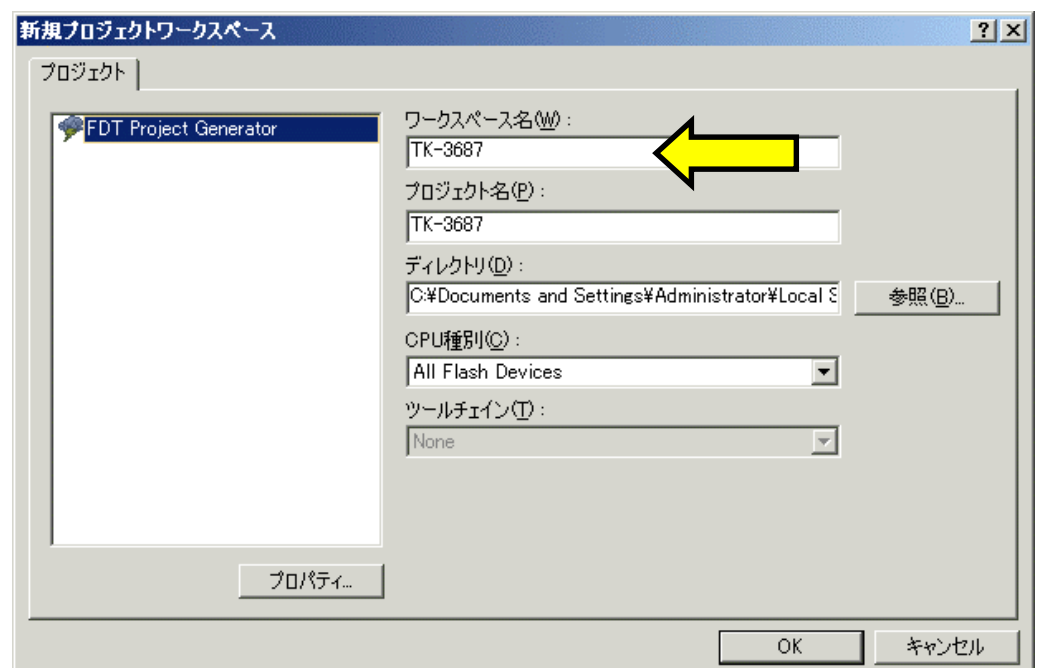 新規プロジェクトワークスペース
プロジェクト
FDT Project Generator
ワークスペース名(W) :
TK-3687
プロジェクト名(P) :
TK-3687
ディレクトリ(D) :
C:¥Documents and Settings¥Administrator¥Local S
参照(B)...
CPU種別(C) :
All Flash Devices
ツールチェイン(T) :
None
プロパティ...
OK
キャンセル